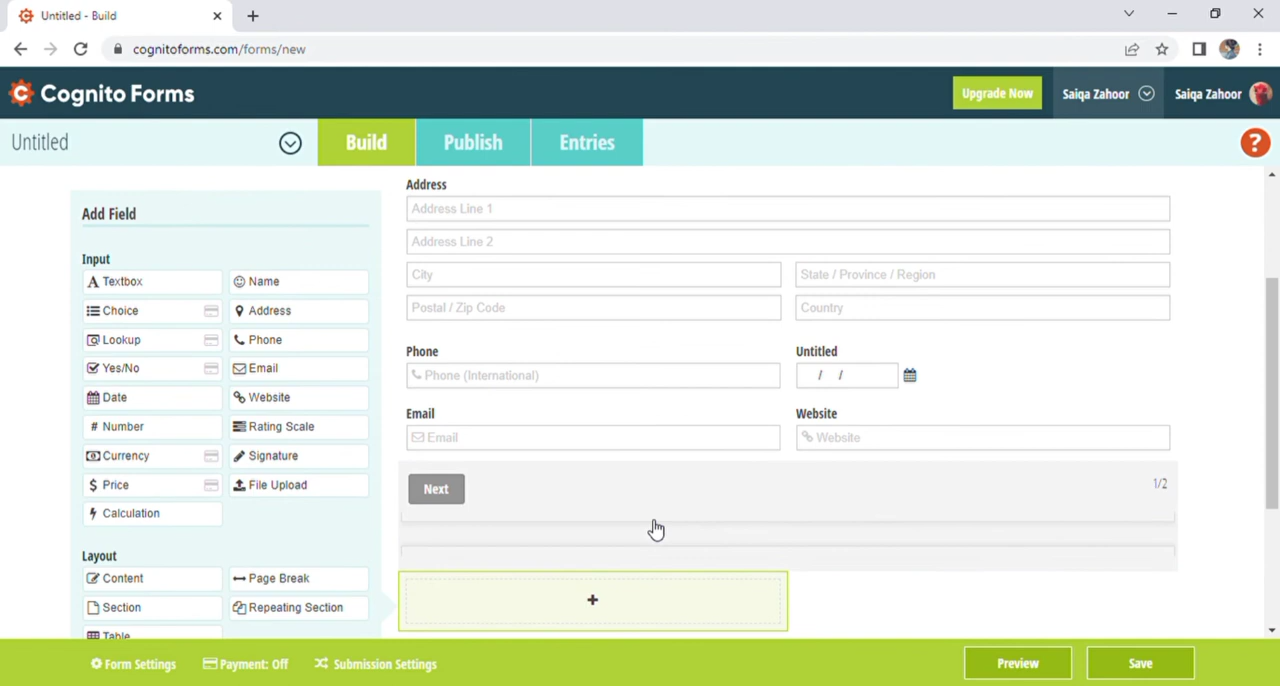 Untitled - Build
cognitoforms.com/forms/new
Cognito Forms
Upgrade Now
Saiqa Zahoor
Saiqa Zahoor
Untitled
Build
Publish
Entries
?
Add Field
Input
Textbox
Name
Choice
Address
Lookup
Phone
Yes/No
Email
Date
Website
# Number
Rating Scale
Currency
Signature
$ Price
File Upload
Calculation
Layout
Content
Page Break
Section
Repeating Section
Table
Address
Address Line 1
Address Line 2
City
State / Province / Region
Postal / Zip Code
Country
Phone
Untitled
Phone (International)
/ /
Email
Website
Email
Website
Next
1/2
+
Form Settings
Payment: Off
Submission Settings
Preview
Save